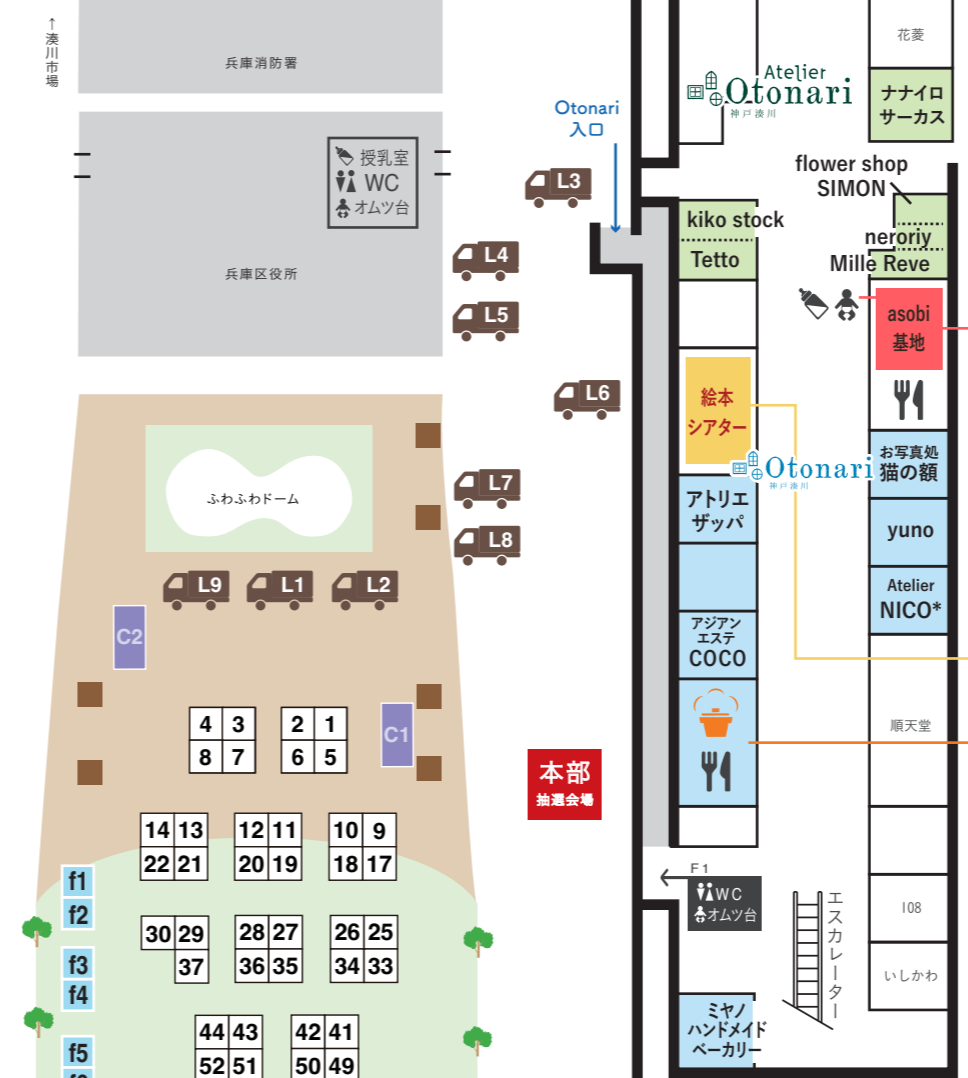 ↑湊川市場
兵庫消防署
授乳室
WC
オムツ台
兵庫区役所
Otonari
入口
L3
L4
L5
L6
L7
L8
L9
L1
L2
ふわふわドーム
C2
C1
4 3
8 7
2 1
6 5
14 13
22 21
12 11
20 19
10 9
18 17
30 29
37
28 27
36 35
26 25
34 33
44 43
52 51
42 41
50 49
f1
f2
f3
f4
f5
本部
抽選会場
Atelier
Otonari
神戸湊川
花菱
ナナイロ
サーカス
flower shop
SIMON
neroriy
Mille Reve
kiko stock
Tetto
asobi
基地
絵本
シアター
Otonari
神戸湊川
お写真処
猫の額
yuno
Atelier
NICO*
アトリエ
ザッパ
アジアン
エステ
COCO
順天堂
F1
WC
オムツ台
エスカレーター
108
いしかわ
ミヤノ
ハンドメイド
ベーカリー